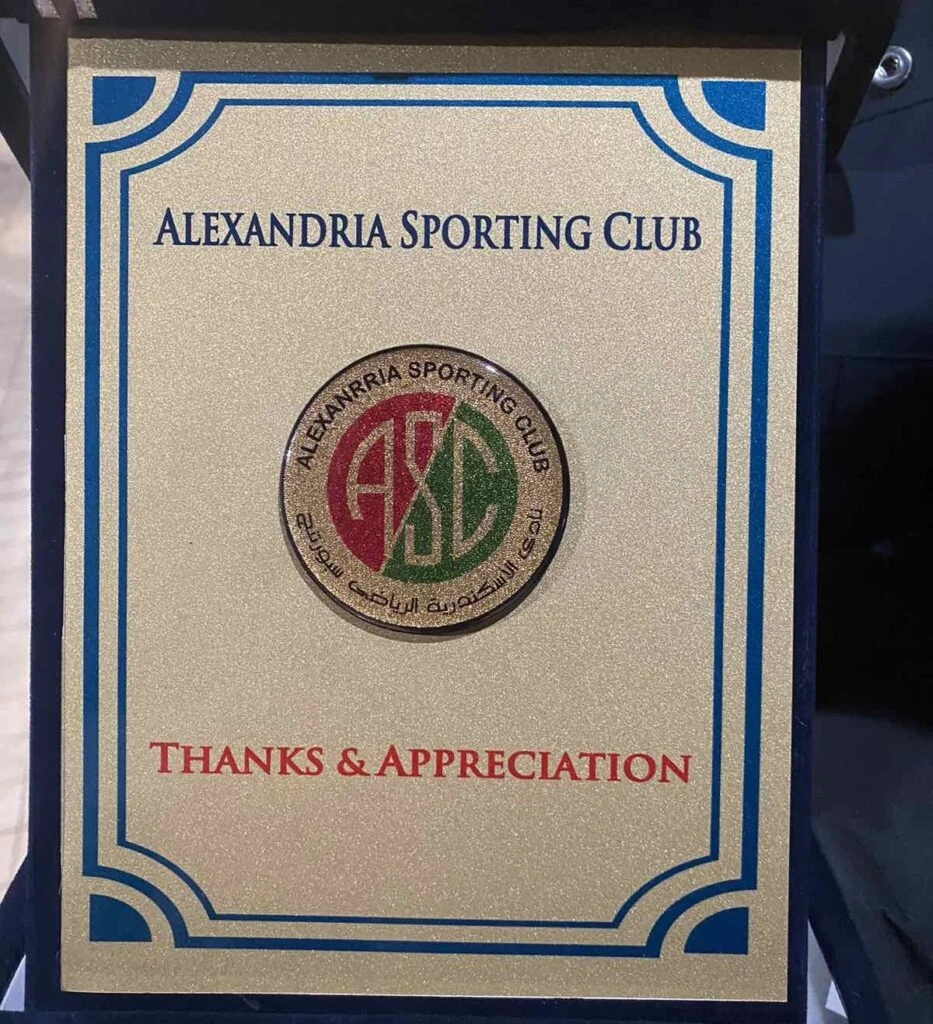 ALEXANDRIA SPORTING CLUB
ALEXANRRIA SPORTING CLUB
ASC
نادي الاسكندرية الرياضي سبورتنج
THANKS & APPRECIATION